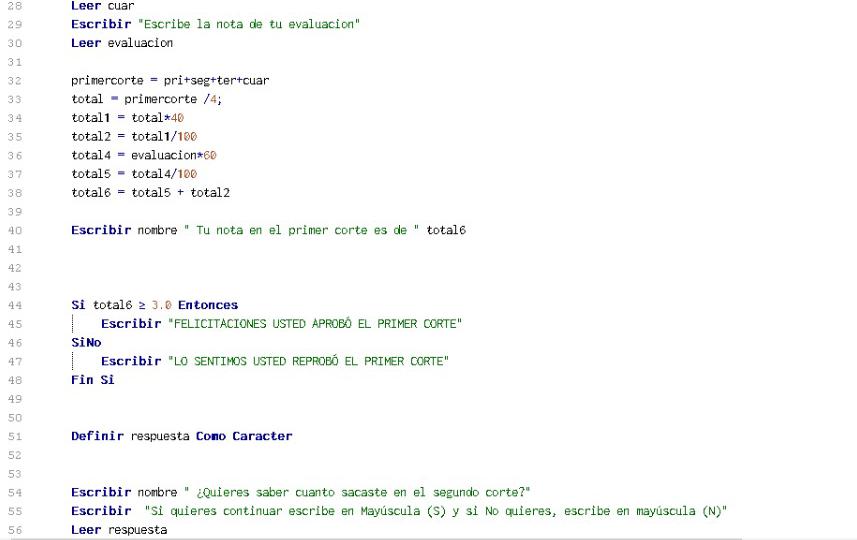 28 Leer cuar
29 Escribir "Escribe la nota de tu evaluacion"
30 Leer evaluacion
31
32 primercorte = pri+seg+ter+cuar
33 total = primercorte /4;
34 total1 = total*40
35 total2 = total1/100
36 total4 = evaluacion*60
37 total5 = total4/100
38 total6 = total5 + total2
39
40 Escribir nombre " Tu nota en el primer corte es de " total6
41
42
43
44 Si total6 ≥ 3.0 Entonces
45 Escribir "FELICITACIONES USTED APROBÓ EL PRIMER CORTE"
46 SiNo
47 Escribir "LO SENTIMOS USTED REPROBÓ EL PRIMER CORTE"
48 Fin Si
49
50
51 Definir respuesta Como Caracter
52
53
54 Escribir nombre " ¿Quieres saber cuanto sacaste en el segundo corte?"
55 Escribir "Si quieres continuar escribe en Mayúscula (S) y si No quieres, escribe en mayúscula (N)"
56 Leer respuesta